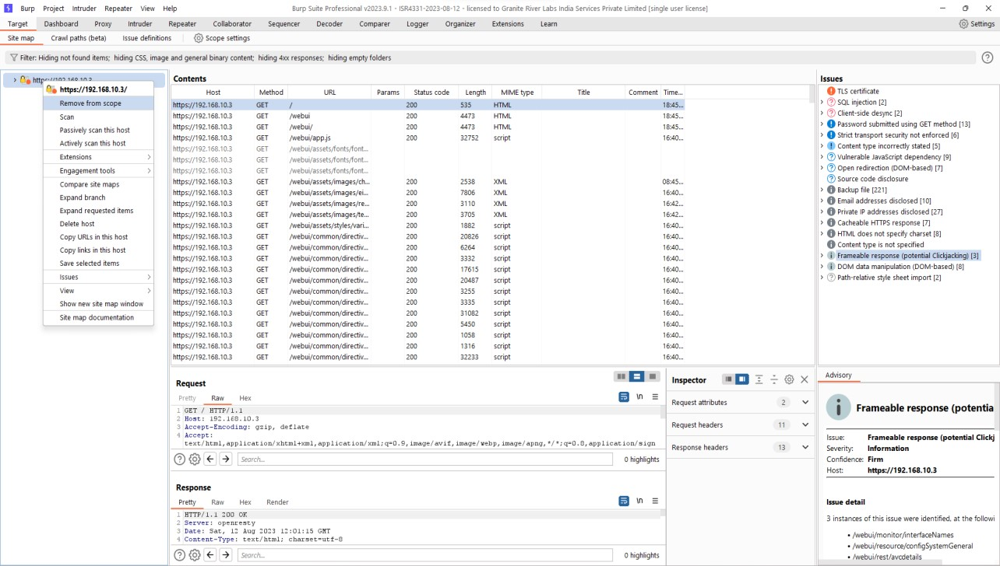 Burp Project Intruder Repeater View Help Burp Suite Professional v2023.9.1 - ISR4331-2023-08-12 - licensed to Granite River Labs India Services Private Limited [single user license]
Target Dashboard Proxy Intruder Repeater Collaborator Sequencer Decoder Comparer Logger Organizer Extensions Learn Settings
Site map Crawl paths (beta) Issue definitions Scope settings
Filter: Hiding not found items; hiding CSS, image and general binary content; hiding 4xx responses; hiding empty folders
https://192.168.10.3
https://192.168.10.3/
Remove from scope
Scan
Passively scan this host
Actively scan this host
Extensions
Engagement tools
Compare site maps
Expand branch
Expand requested items
Delete host
Copy URLs in this host
Copy links in this host
Save selected items
Issues
View
Show new site map window
Site map documentation
Contents
Host Method URL Params Status code Length MIME type Title Comment Time...
https://192.168.10.3 GET / 200 535 HTML 18:45...
https://192.168.10.3 GET /webui 200 4473 HTML 18:45...
https://192.168.10.3 GET /webui/ 200 4473 HTML 18:45...
https://192.168.10.3 GET /webui/app.js 200 32752 script 16:40...
https://192.168.10.3 GET /webui/assets/fonts/font...
https://192.168.10.3 GET /webui/assets/fonts/font...
https://192.168.10.3 GET /webui/assets/fonts/font...
https://192.168.10.3 GET /webui/assets/images/ch... 200 2538 XML 08:45...
https://192.168.10.3 GET /webui/assets/images/ei... 200 7806 XML 16:40...
https://192.168.10.3 GET /webui/assets/images/re... 200 3110 XML 16:42...
https://192.168.10.3 GET /webui/assets/images/te... 200 3705 XML 16:42...
https://192.168.10.3 GET /webui/assets/styles/vari... 200 1882 script 16:40...
https://192.168.10.3 GET /webui/common/directiv... 200 20826 script 16:40...
https://192.168.10.3 GET /webui/common/directiv... 200 6264 script 16:40...
https://192.168.10.3 GET /webui/common/directiv... 200 3332 script 16:40...
https://192.168.10.3 GET /webui/common/directiv... 200 17615 script 16:40...
https://192.168.10.3 GET /webui/common/directiv... 200 20487 script 16:40...
https://192.168.10.3 GET /webui/common/directiv... 200 3255 script 16:40...
https://192.168.10.3 GET /webui/common/directiv... 200 3335 script 16:40...
https://192.168.10.3 GET /webui/common/directiv... 200 31082 script 16:40...
https://192.168.10.3 GET /webui/common/directiv... 200 5450 script 16:40...
https://192.168.10.3 GET /webui/common/directiv... 200 1058 script 16:40...
https://192.168.10.3 GET /webui/common/directiv... 200 1316 script 16:40...
https://192.168.10.3 GET /webui/common/directiv... 200 32233 script 16:40...
Issues
TLS certificate
SQL injection [2]
Client-side desync [2]
Password submitted using GET method [13]
Strict transport security not enforced [6]
Content type incorrectly stated [5]
Vulnerable JavaScript dependency [9]
Open redirection (DOM-based) [7]
Source code disclosure
Backup file [221]
Email addresses disclosed [10]
Private IP addresses disclosed [27]
Cacheable HTTPS response [7]
HTML does not specify charset [8]
Content type is not specified
Frameable response (potential Clickjacking) [3]
DOM data manipulation (DOM-based) [8]
Path-relative style sheet import [2]
Request
Pretty Raw Hex \n
1 GET / HTTP/1.1
2 Host: 192.168.10.3
3 Accept-Encoding: gzip, deflate
4 Accept:
text/html,application/xhtml+xml,application/xml;q=0.9,image/avif,image/webp,image/apng,*/*;q=0.8,application/sign
Search... 0 highlights
Response
Pretty Raw Hex Render \n
1 HTTP/1.1 200 OK
2 Server: openresty
3 Date: Sat, 12 Aug 2023 12:01:15 GMT
4 Content-Type: text/html; charset=utf-8
Search... 0 highlights
Inspector
Request attributes 2
Request headers 11
Response headers 13
Advisory
Frameable response (potentia
Issue: Frameable response (potential Clickj
Severity: Information
Confidence: Firm
Host: https://192.168.10.3
Issue detail
3 instances of this issue were identified, at the followi
• /webui/monitor/interfaceNames
• /webui/resource/configSystemGeneral
• /webui/rest/avcdetails